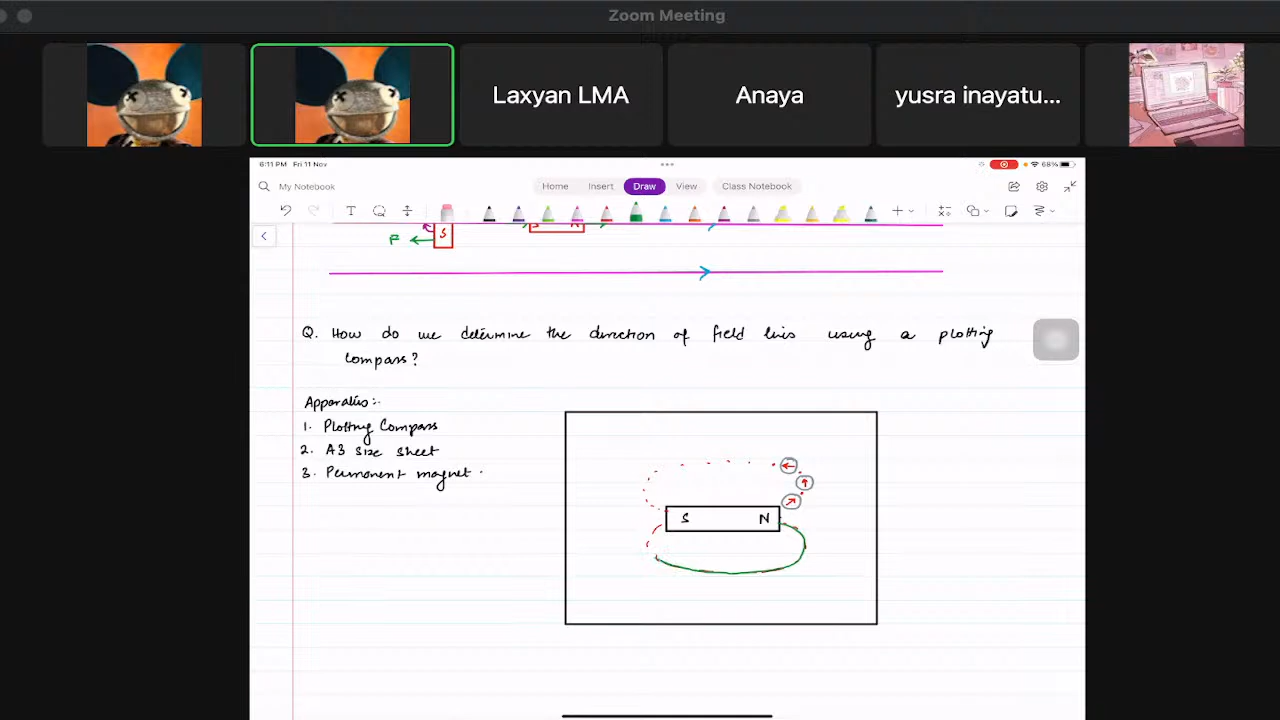 Zoom Meeting
Laxyan LMA
Anaya
yusra inayatu...
6:11 PM Fri 11 Nov
68%
My Notebook
Home Insert Draw View Class Notebook
F S
Q. How do we determine the direction of field lines using a plotting
compass?
Apparatus:-
1. Plotting Compass
2. A3 size sheet
3. Permanent magnet.
S N